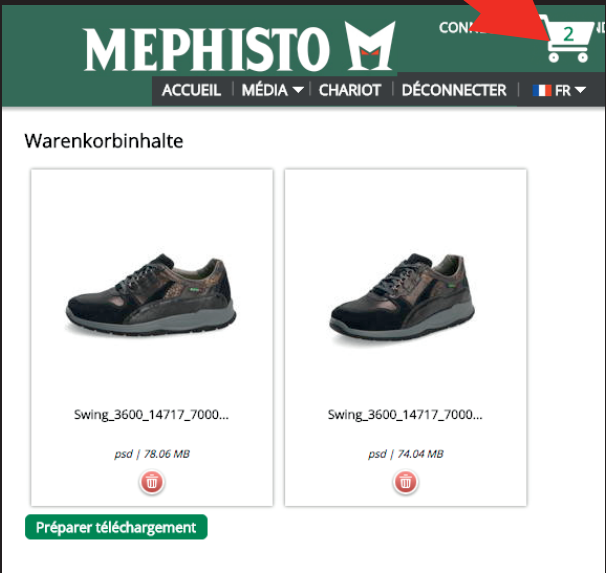 MEPHISTO
2
ACCUEIL | MÉDIA | CHARIOT | DÉCONNECTER | FR
Warenkorbinhalte
Swing_3600_14717_7000...
Swing_3600_14717_7000...
psd | 78.06 MB
psd | 74.04 MB
Préparer téléchargement